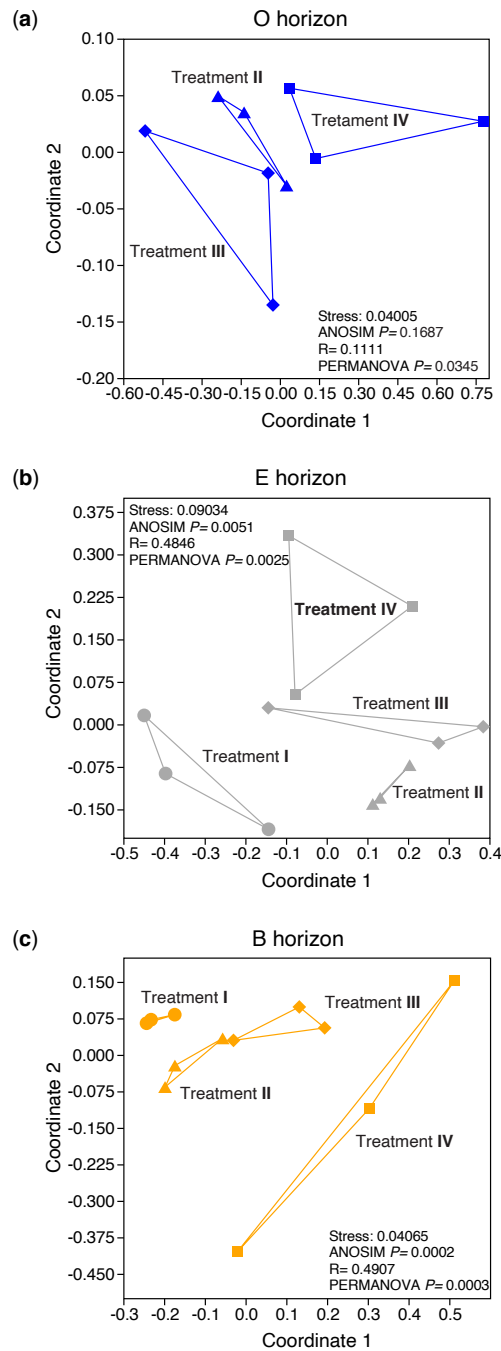 (a) O horizon
0.10
0.05
0.00
-0.05
-0.10
-0.15
-0.20
Coordinate 2
Treatment II
Tretament IV
Treatment III
Stress: 0.04005
ANOSIM P= 0.1687
R= 0.1111
PERMANOVA P= 0.0345
-0.60 -0.45 -0.30 -0.15 0.00 0.15 0.30 0.45 0.60 0.75
Coordinate 1
(b) E horizon
0.375
0.300
0.225
0.150
0.075
0.000
-0.075
-0.150
Coordinate 2
Stress: 0.09034
ANOSIM P= 0.0051
R= 0.4846
PERMANOVA P= 0.0025
Treatment IV
Treatment III
Treatment I
Treatment II
-0.5 -0.4 -0.3 -0.2 -0.1 0.0 0.1 0.2 0.3 0.4
Coordinate 1
(c) B horizon
0.150
0.075
0.000
-0.075
-0.150
-0.225
-0.300
-0.375
-0.450
Coordinate 2
Treatment I
Treatment III
Treatment II
Treatment IV
Stress: 0.04065
ANOSIM P= 0.0002
R= 0.4907
PERMANOVA P= 0.0003
-0.3 -0.2 -0.1 0.0 0.1 0.2 0.3 0.4 0.5
Coordinate 1